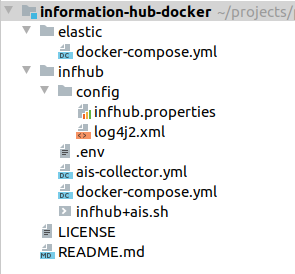 information-hub-docker ~/projects/
elastic
docker-compose.yml
infhub
config
infhub.properties
log4j2.xml
.env
ais-collector.yml
docker-compose.yml
infhub+ais.sh
LICENSE
README.md